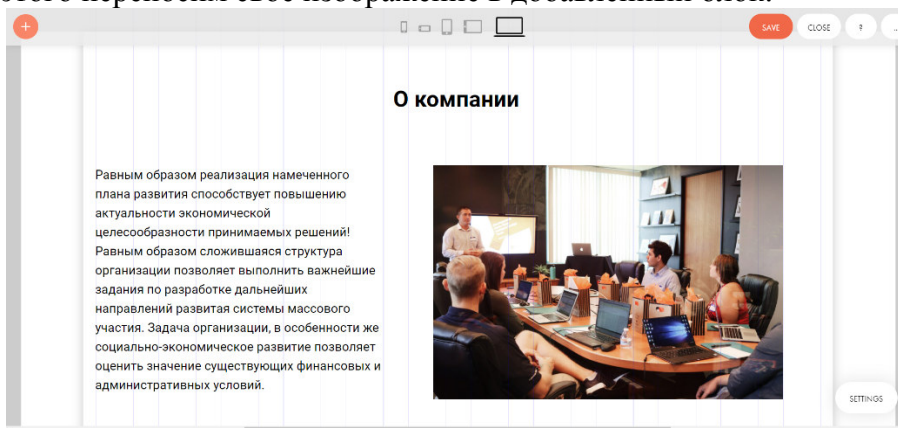 этого переносим свое изображение в добавленный блок.
SAVE
CLOSE
?
...
О компании
Равным образом реализация намеченного
плана развития способствует повышению
актуальности экономической
целесообразности принимаемых решений!
Равным образом сложившаяся структура
организации позволяет выполнить важнейшие
задания по разработке дальнейших
направлений развитая системы массового
участия. Задача организации, в особенности же
социально-экономическое развитие позволяет
оценить значение существующих финансовых и
административных условий.
SETTINGS